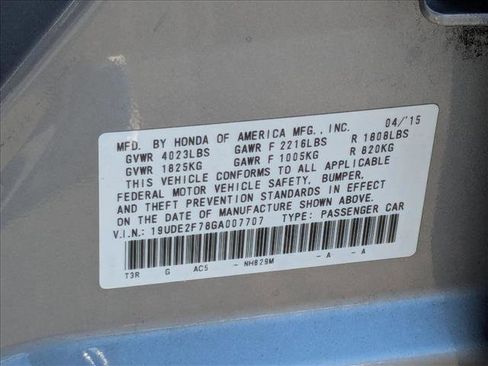 MFD. BY HONDA OF AMERICA MFG., INC. 04/'15
GVWR 4023LBS GAWR F 2216LBS R 1808LBS
GVWR 1825KG GAWR F 1005KG R 820KG
THIS VEHICLE CONFORMS TO ALL APPLICABLE
FEDERAL MOTOR VEHICLE SAFETY, BUMPER,
AND THEFT PREVENTION STANDARDS IN EFFECT
ON THE DATE OF MANUFACTURE SHOWN ABOVE.
V.I.N.: 19UDE2F78GA007707 TYPE: PASSENGER CAR
T3R G AC5 - NH829M - A - A